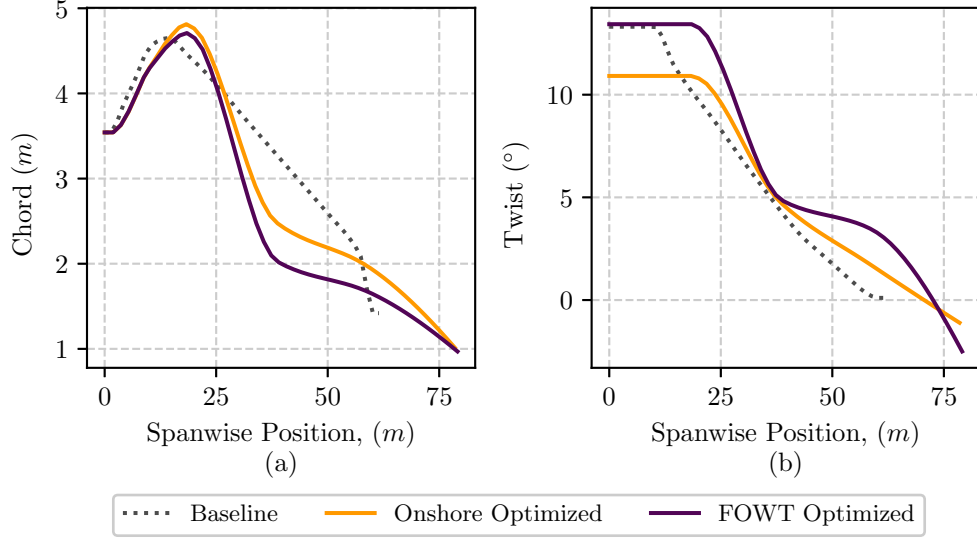 5
4
3
2
1
Chord (m)
0
25
50
75
Spanwise Position, (m)
(a)
10
5
0
Twist (°)
0
25
50
75
Spanwise Position, (m)
(b)
Baseline
Onshore Optimized
FOWT Optimized